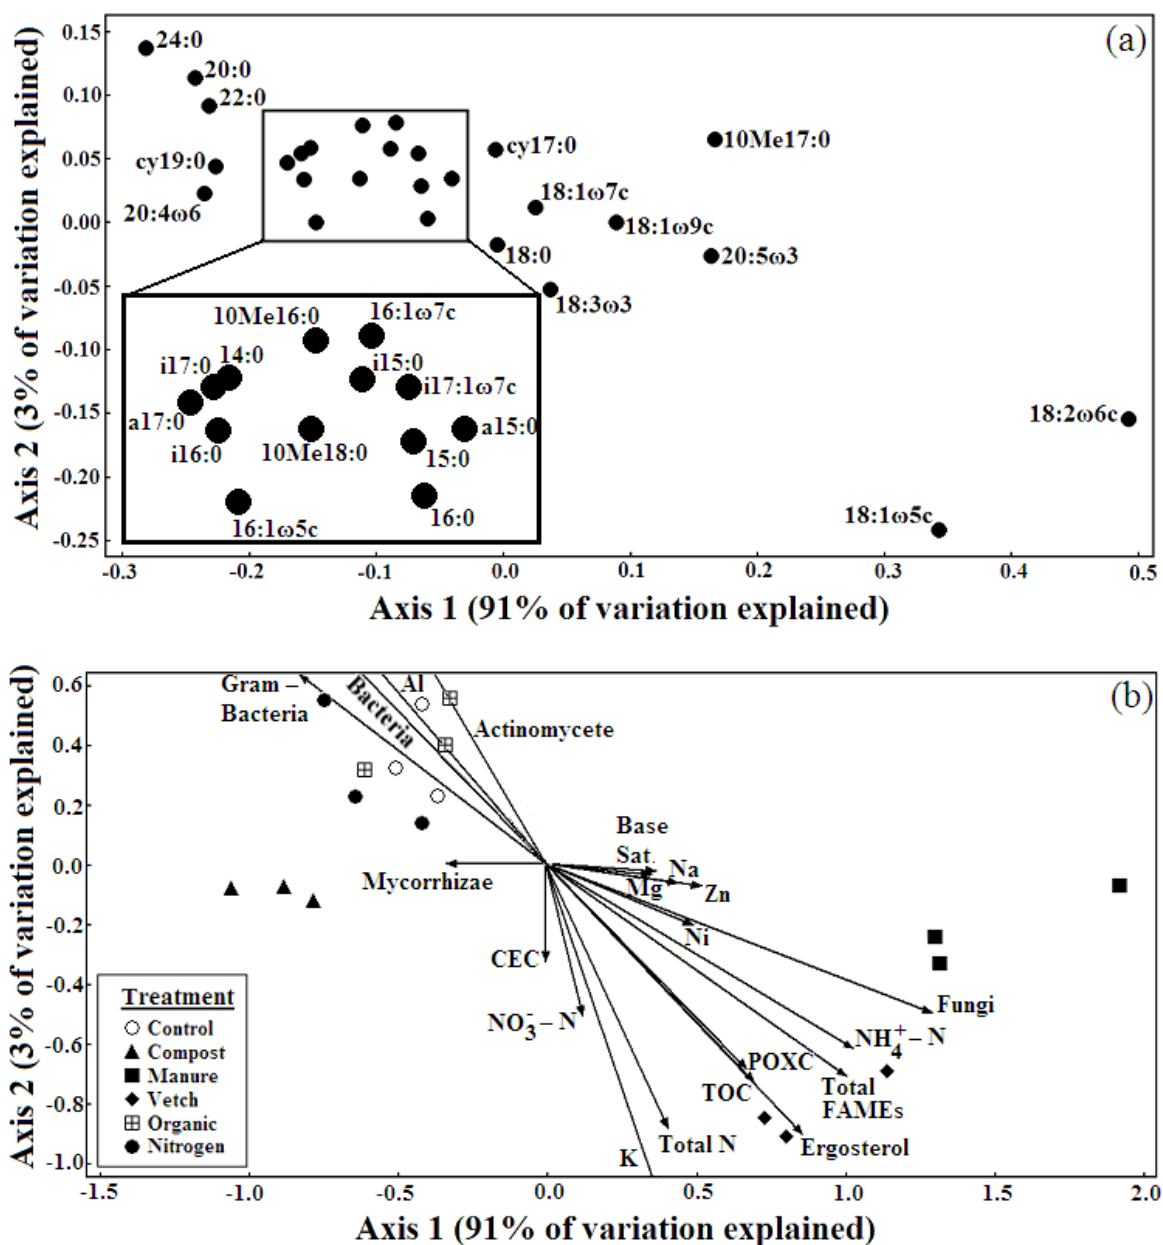 (a)
Axis 2 (3% of variation explained)
0.15
0.10
0.05
0.00
-0.05
-0.10
-0.15
-0.20
-0.25
24:0
20:0
22:0
cy19:0
20:4ω6
cy17:0
10Me17:0
18:1ω7c
18:1ω9c
18:0
20:5ω3
18:3ω3
10Me16:0
16:1ω7c
i17:0
14:0
i15:0
i17:1ω7c
a17:0
i16:0
10Me18:0
15:0
a15:0
16:1ω5c
16:0
18:2ω6c
18:1ω5c
-0.3 -0.2 -0.1 0.0 0.1 0.2 0.3 0.4 0.5
Axis 1 (91% of variation explained)
(b)
Axis 2 (3% of variation explained)
0.6
0.4
0.2
0.0
-0.2
-0.4
-0.6
-0.8
-1.0
Gram –
Bacteria
Bacteria
Al
Actinomycete
Mycorrhizae
Base
Sat.
Na
Mg
Zn
Ni
CEC
NO₃⁻ – N
Fungi
NH₄⁺ – N
POXC
TOC
Total
FAMEs
Total N
Ergosterol
K
Treatment
Control
Compost
Manure
Vetch
Organic
Nitrogen
-1.5 -1.0 -0.5 0.0 0.5 1.0 1.5 2.0
Axis 1 (91% of variation explained)